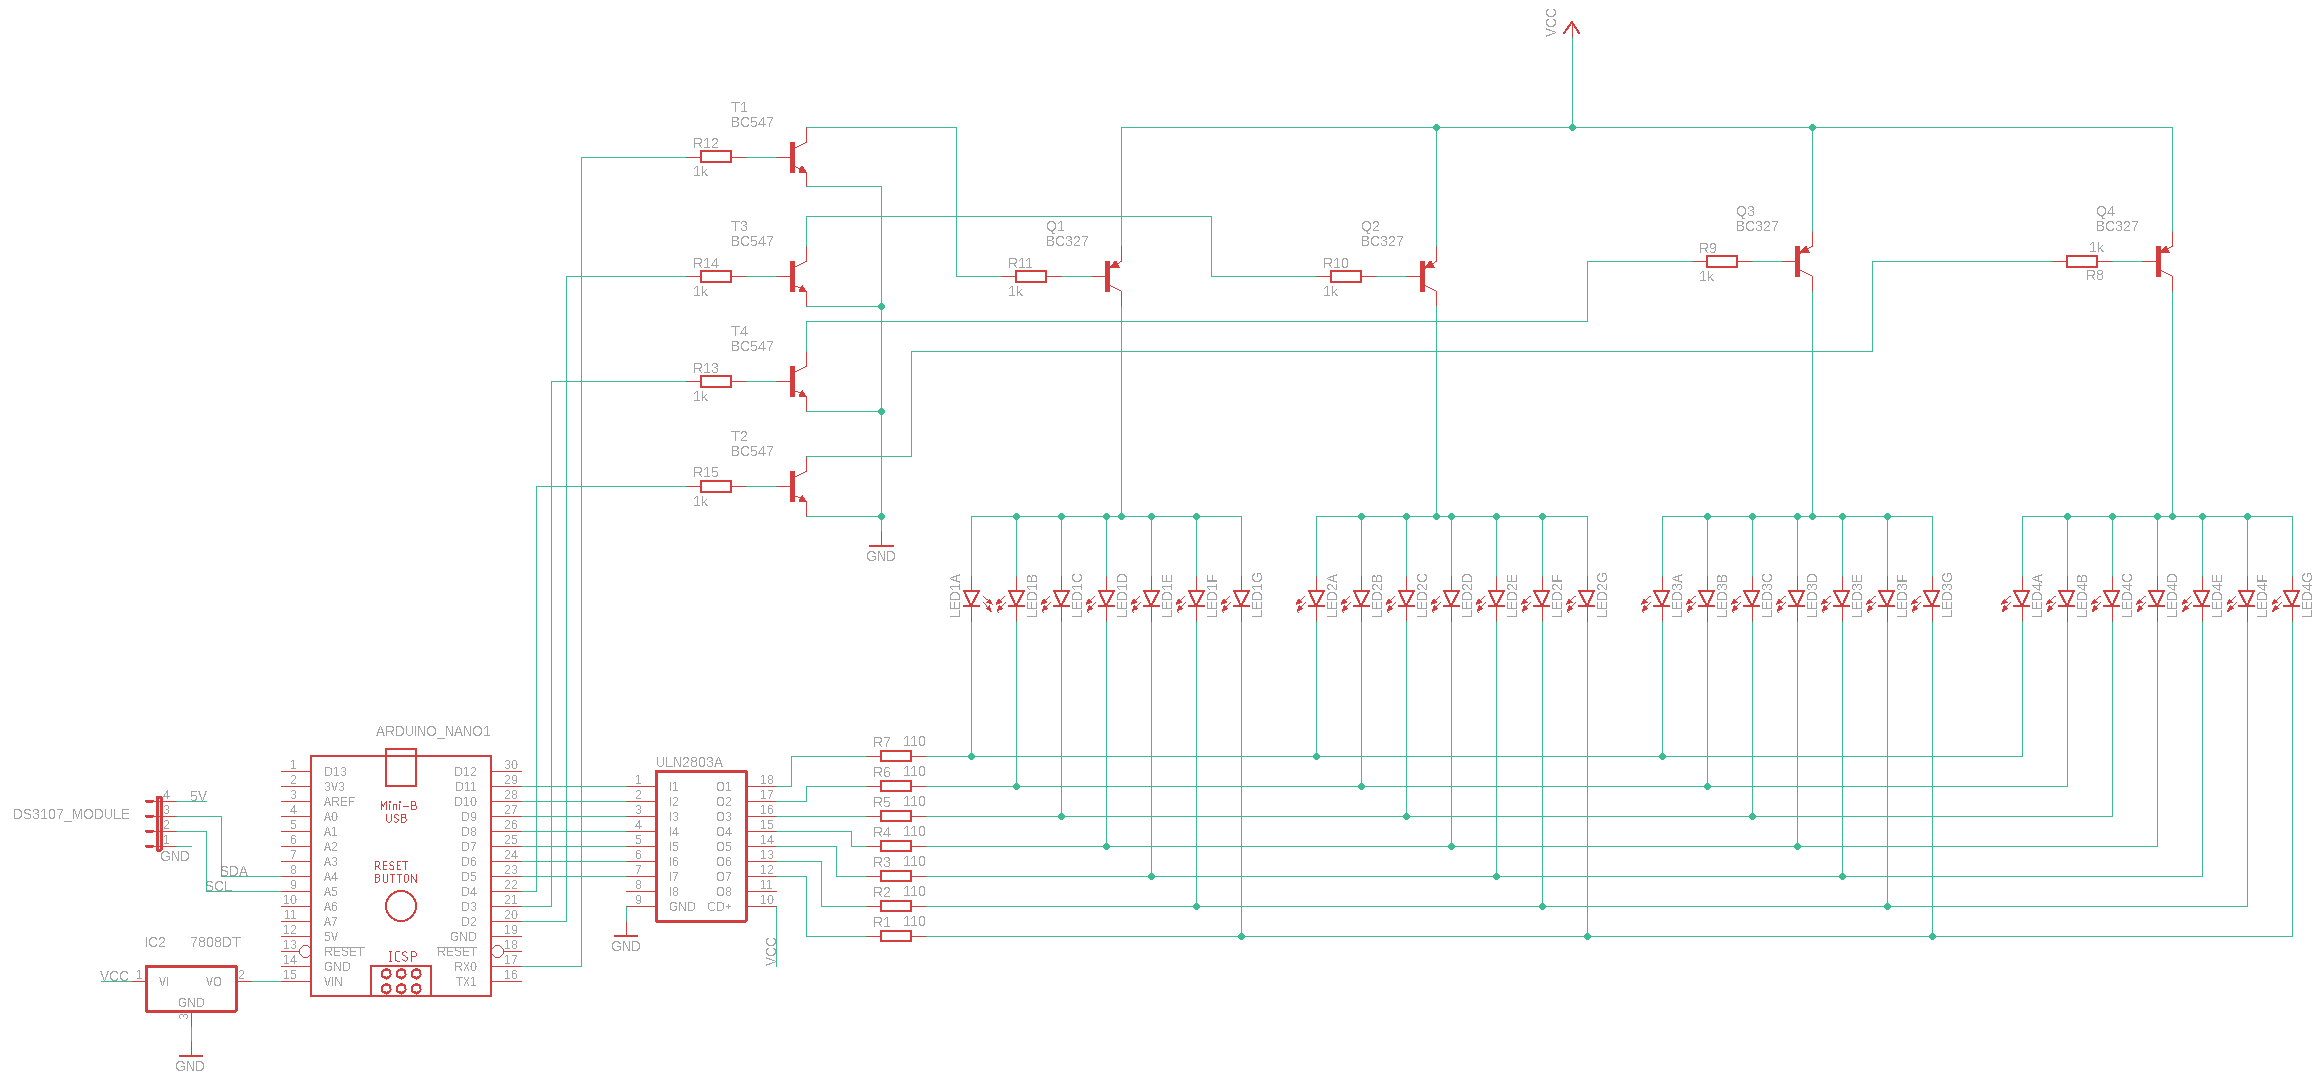 VCC
T1
BC547
R12
1k
T3
BC547
R14
1k
T4
BC547
R13
1k
T2
BC547
R15
1k
GND
Q1
BC327
R11
1k
Q2
BC327
R10
1k
Q3
BC327
R9
1k
Q4
BC327
1k
R8
LED1A
LED1B
LED1C
LED1D
LED1E
LED1F
LED1G
LED2A
LED2B
LED2C
LED2D
LED2E
LED2F
LED2G
LED3A
LED3B
LED3C
LED3D
LED3E
LED3F
LED3G
LED4A
LED4B
LED4C
LED4D
LED4E
LED4F
LED4G
DS3107_MODULE
4 5V
3
2
1
GND
SDA
SCL
IC2 7808DT
VCC 1 VI VO 2
GND
3
GND
ARDUINO_NANO1
1 D13 D12 30
2 3V3 D11 29
3 AREF D10 28
4 A0 D9 27
5 A1 D8 26
6 A2 D7 25
7 A3 D6 24
8 A4 D5 23
9 A5 D4 22
10 A6 D3 21
11 A7 D2 20
12 5V GND 19
13 RESET RESET 18
14 GND RX0 17
15 VIN TX1 16
Mini-B
USB
RESET
BUTTON
ICSP
ULN2803A
1 I1 O1 18
2 I2 O2 17
3 I3 O3 16
4 I4 O4 15
5 I5 O5 14
6 I6 O6 13
7 I7 O7 12
8 I8 O8 11
9 GND CD+ 10
GND
VCC
R7 110
R6 110
R5 110
R4 110
R3 110
R2 110
R1 110